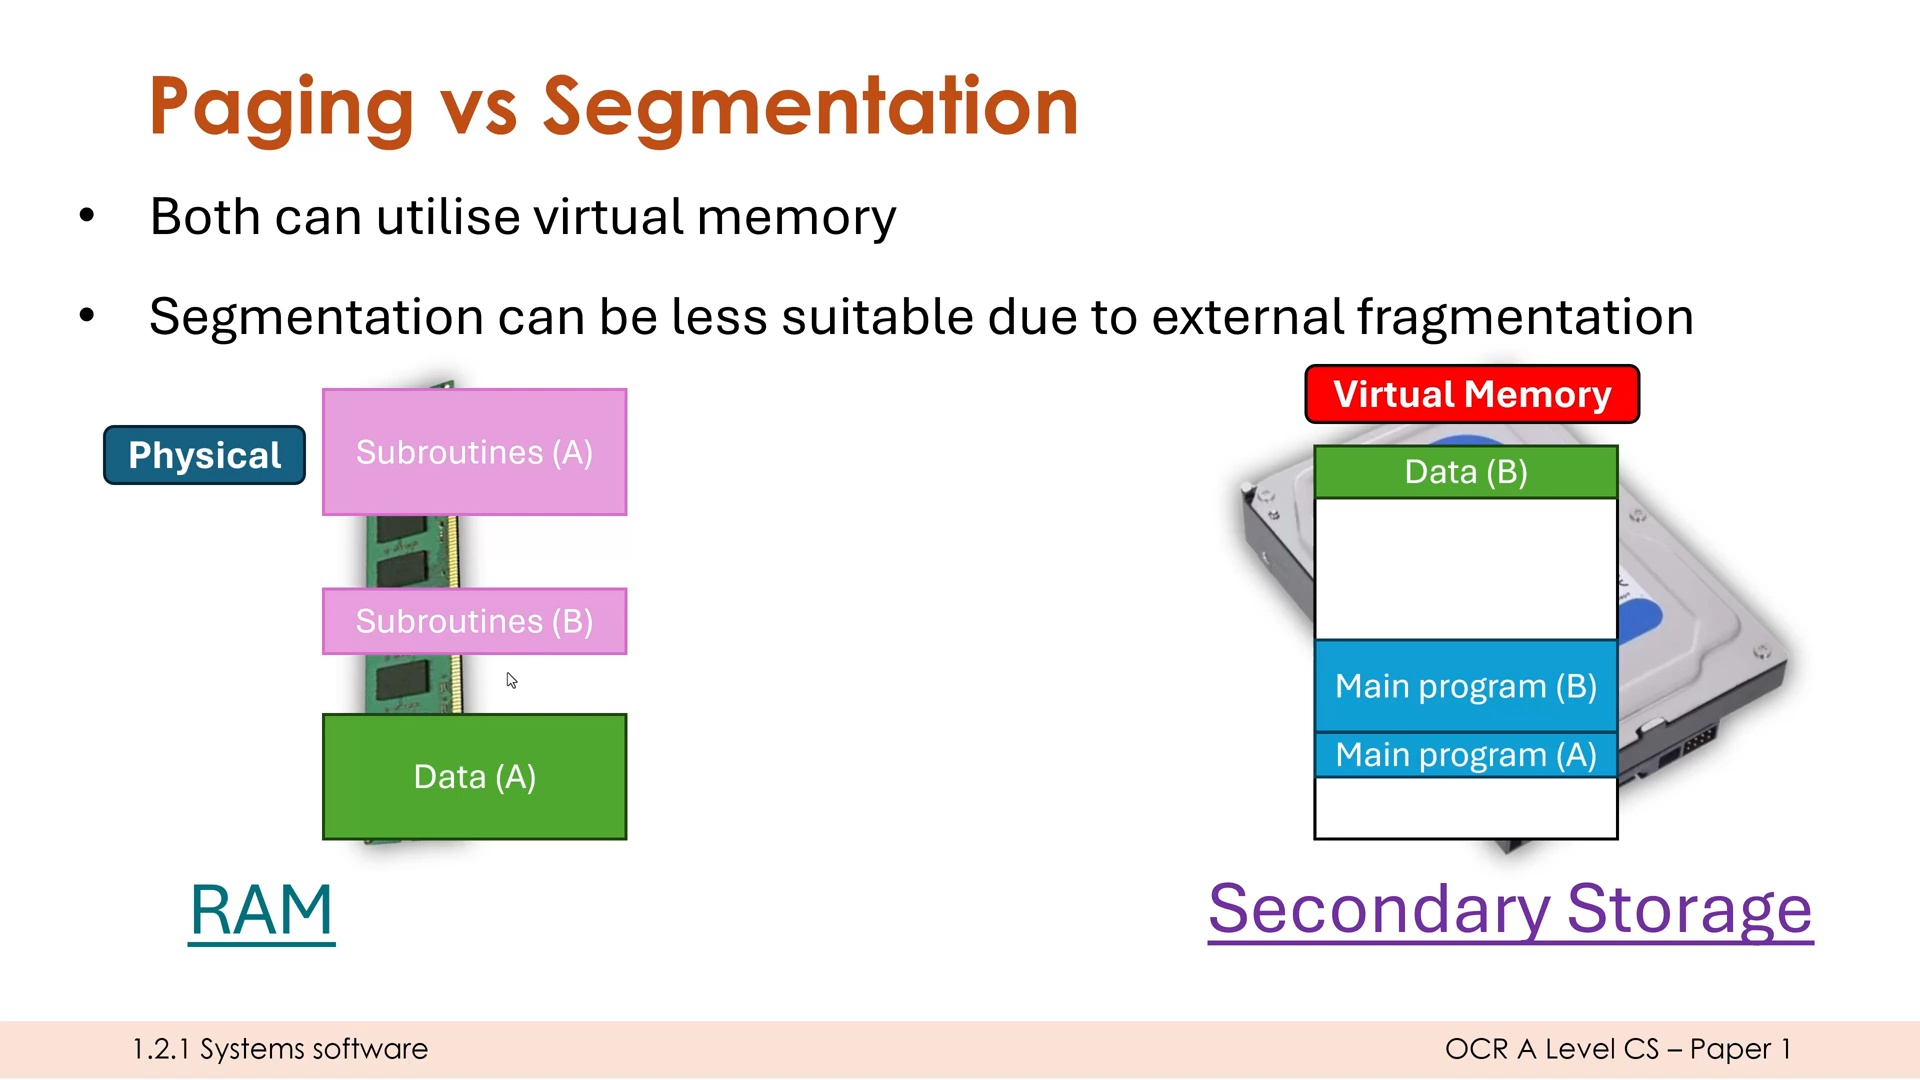 Paging vs Segmentation
• Both can utilise virtual memory
• Segmentation can be less suitable due to external fragmentation
Physical
Subroutines (A)
Subroutines (B)
Data (A)
RAM
Virtual Memory
Data (B)
Main program (B)
Main program (A)
Secondary Storage
1.2.1 Systems software
OCR A Level CS – Paper 1